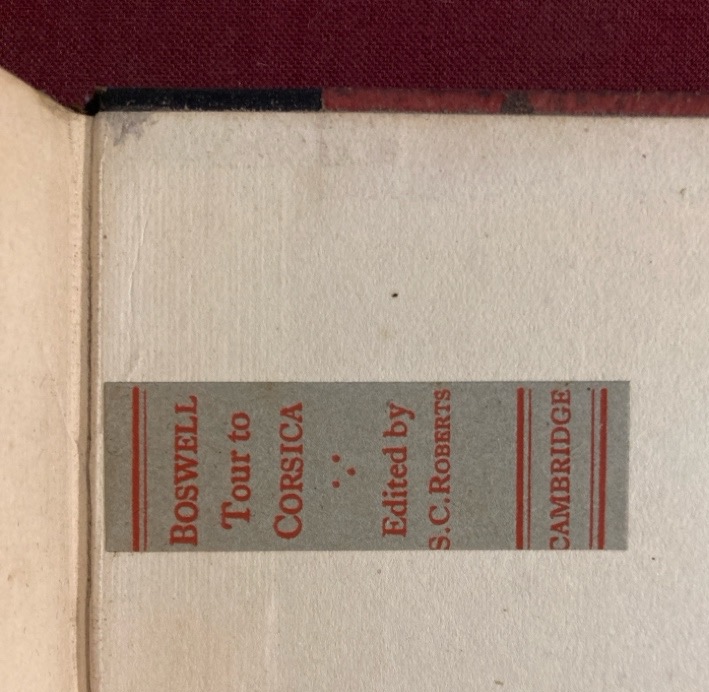 BOSWELL
Tour to
CORSICA
Edited by
S.C. ROBERTS
CAMBRIDGE